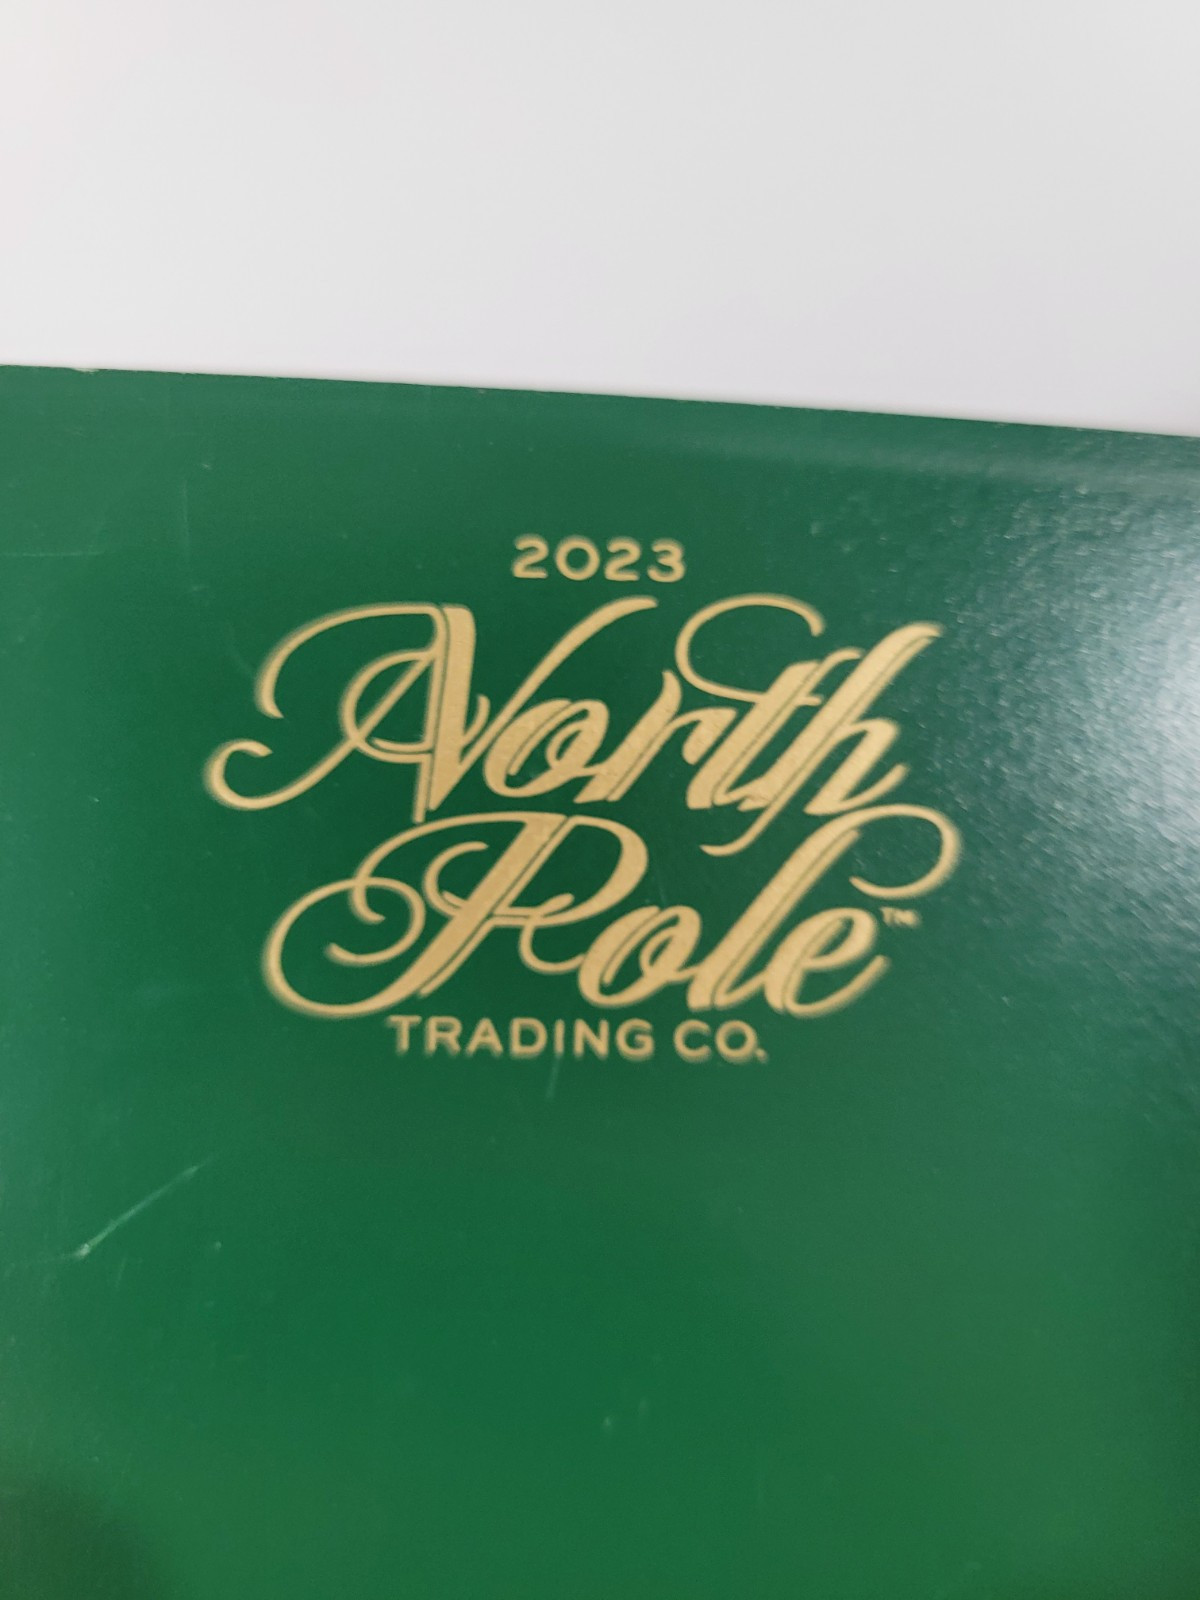 2023
North
Pole™
TRADING CO.